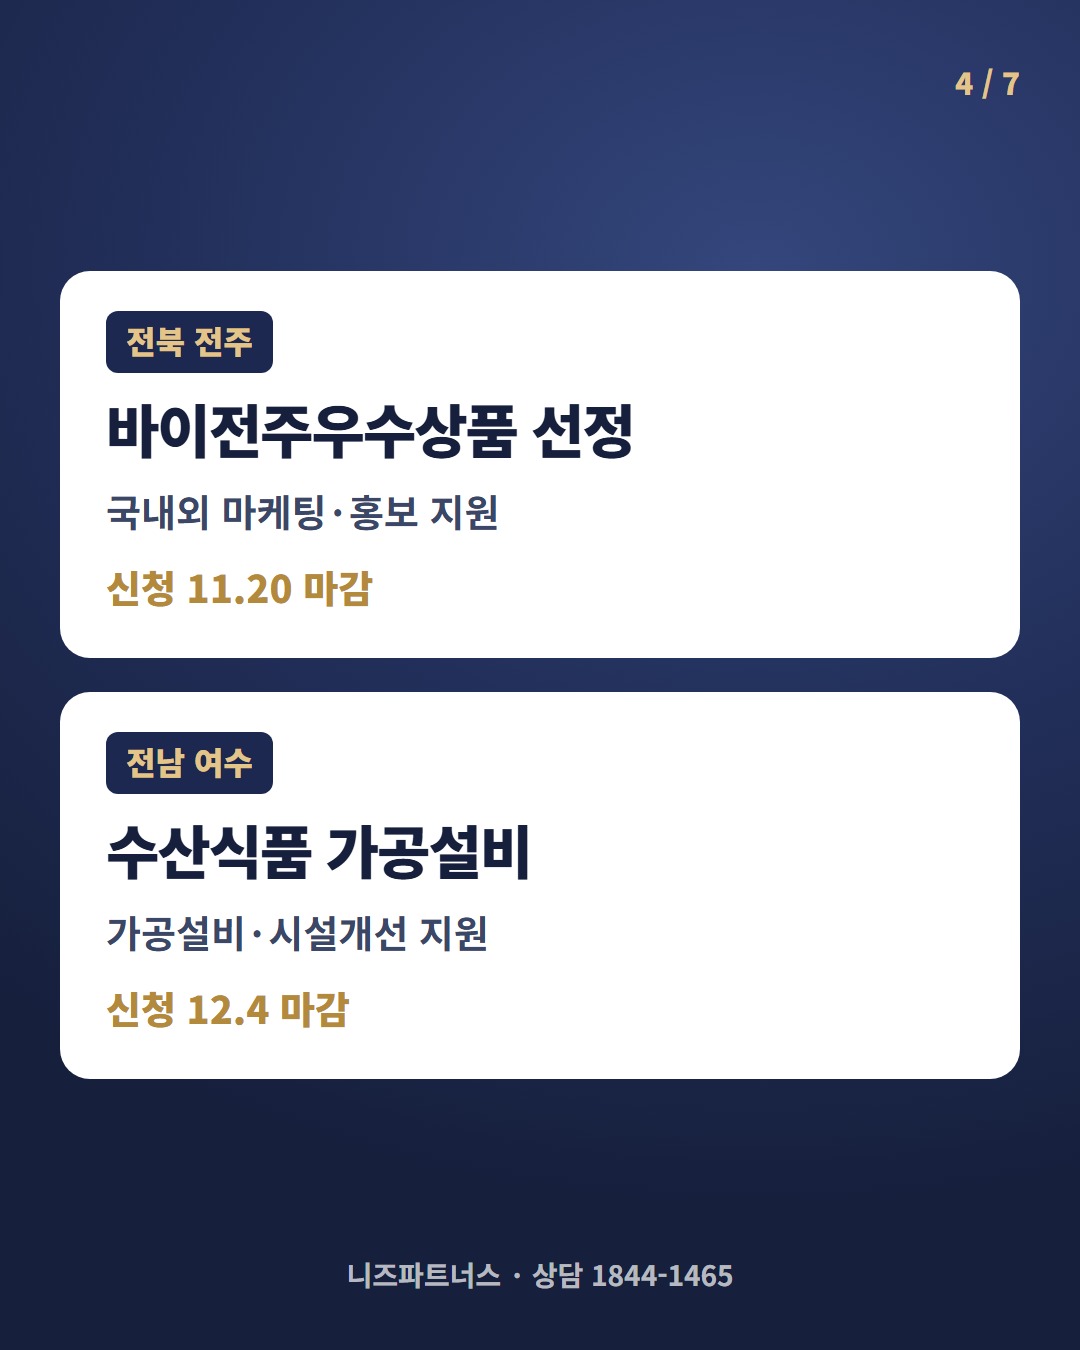 4 / 7
전북 전주
바이전주우수상품 선정
국내외 마케팅·홍보 지원
신청 11.20 마감
전남 여수
수산식품 가공설비
가공설비·시설개선 지원
신청 12.4 마감
니즈파트너스 · 상담 1844-1465